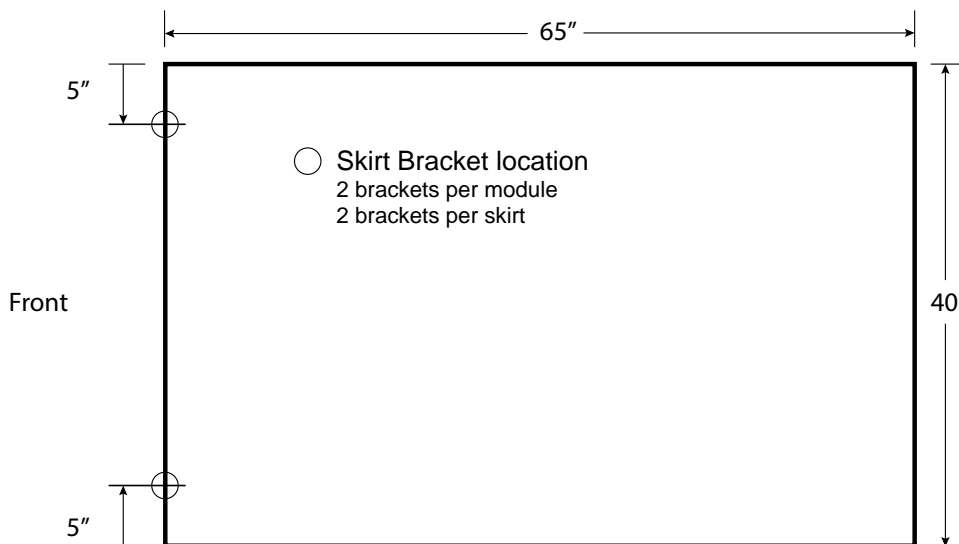 65”
5”
Skirt Bracket location
2 brackets per module
2 brackets per skirt
Front
40
5”